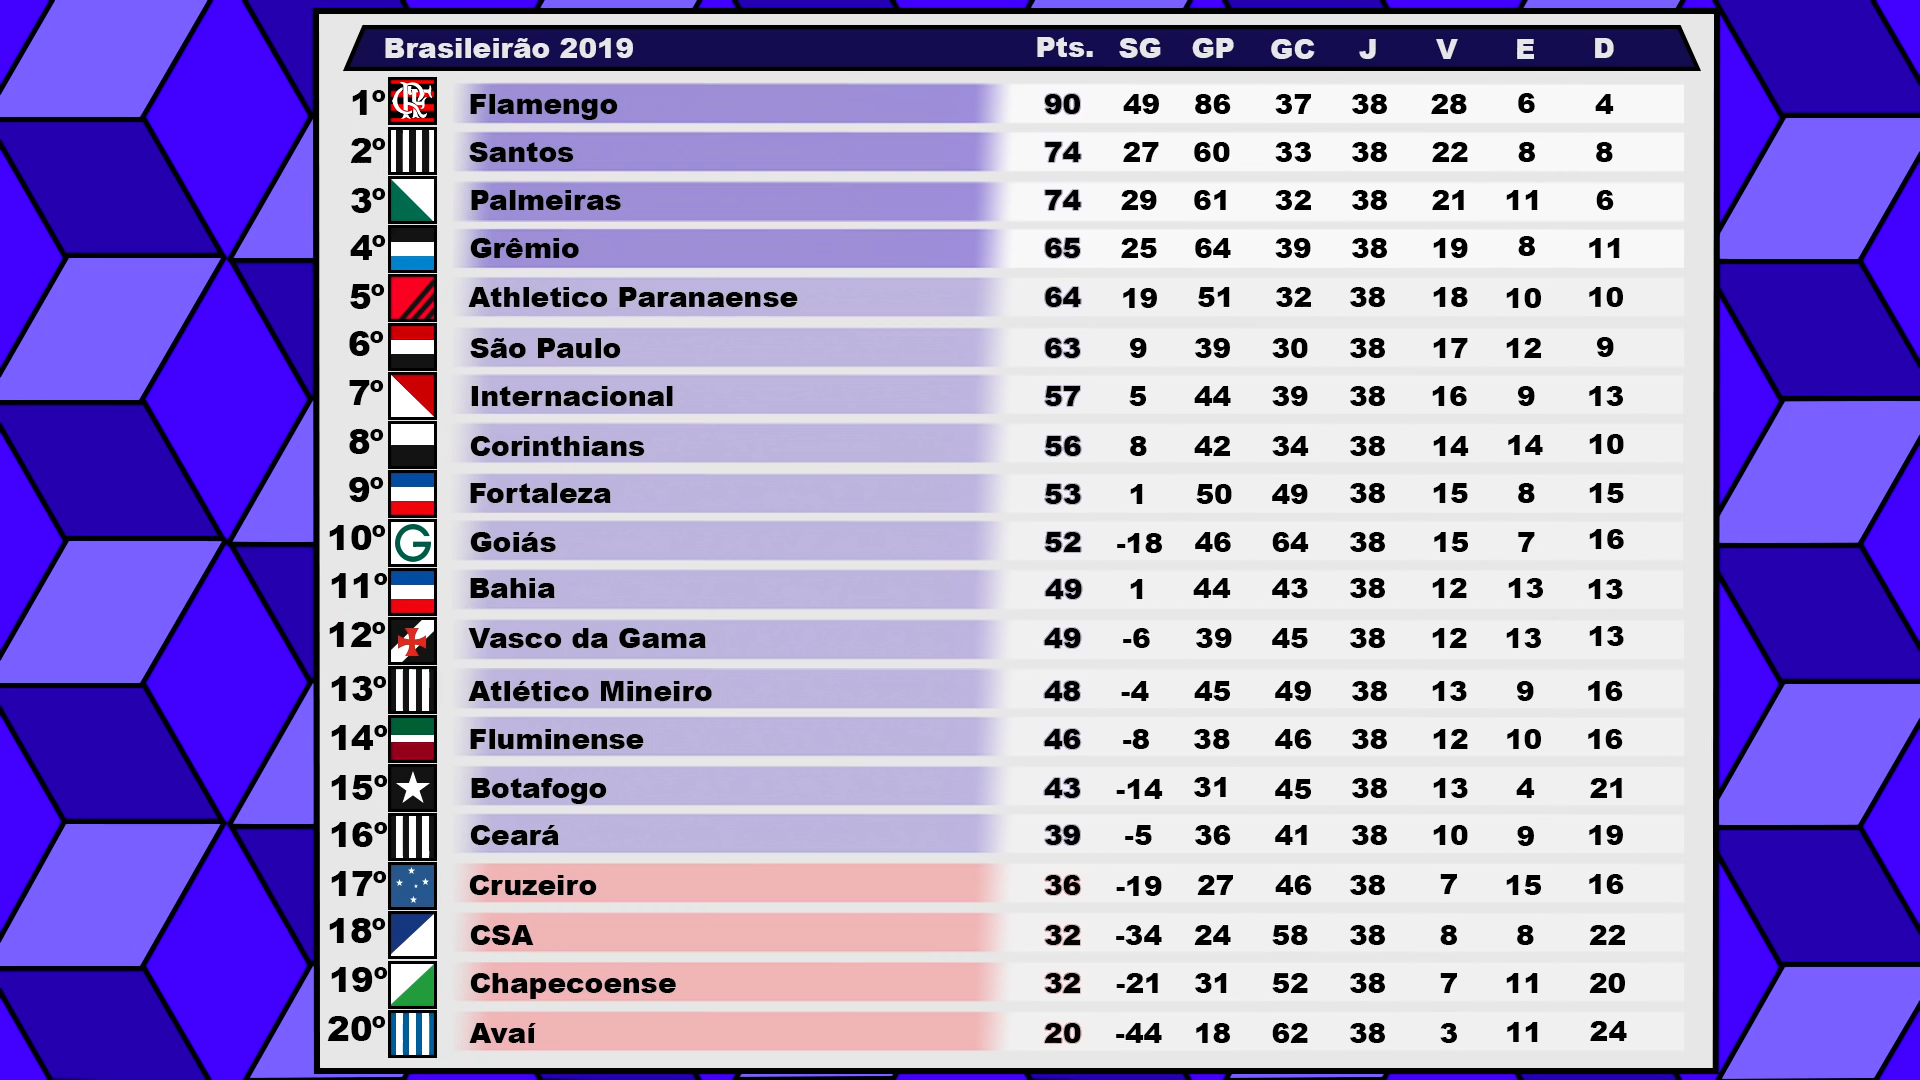 Brasileirão 2019 Pts. SG GP GC J V E D
1º Flamengo 90 49 86 37 38 28 6 4
2º Santos 74 27 60 33 38 22 8 8
3º Palmeiras 74 29 61 32 38 21 11 6
4º Grêmio 65 25 64 39 38 19 8 11
5º Athletico Paranaense 64 19 51 32 38 18 10 10
6º São Paulo 63 9 39 30 38 17 12 9
7º Internacional 57 5 44 39 38 16 9 13
8º Corinthians 56 8 42 34 38 14 14 10
9º Fortaleza 53 1 50 49 38 15 8 15
10º G Goiás 52 -18 46 64 38 15 7 16
11º Bahia 49 1 44 43 38 12 13 13
12º Vasco da Gama 49 -6 39 45 38 12 13 13
13º Atlético Mineiro 48 -4 45 49 38 13 9 16
14º Fluminense 46 -8 38 46 38 12 10 16
15º Botafogo 43 -14 31 45 38 13 4 21
16º Ceará 39 -5 36 41 38 10 9 19
17º Cruzeiro 36 -19 27 46 38 7 15 16
18º CSA 32 -34 24 58 38 8 8 22
19º Chapecoense 32 -21 31 52 38 7 11 20
20º Avaí 20 -44 18 62 38 3 11 24